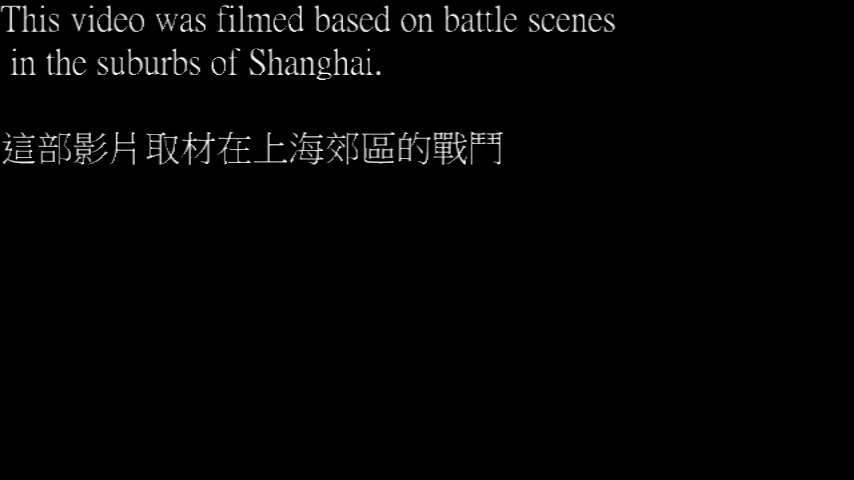 This video was filmed based on battle scenes
in the suburbs of Shanghai.
這部影片取材在上海郊區的戰鬥